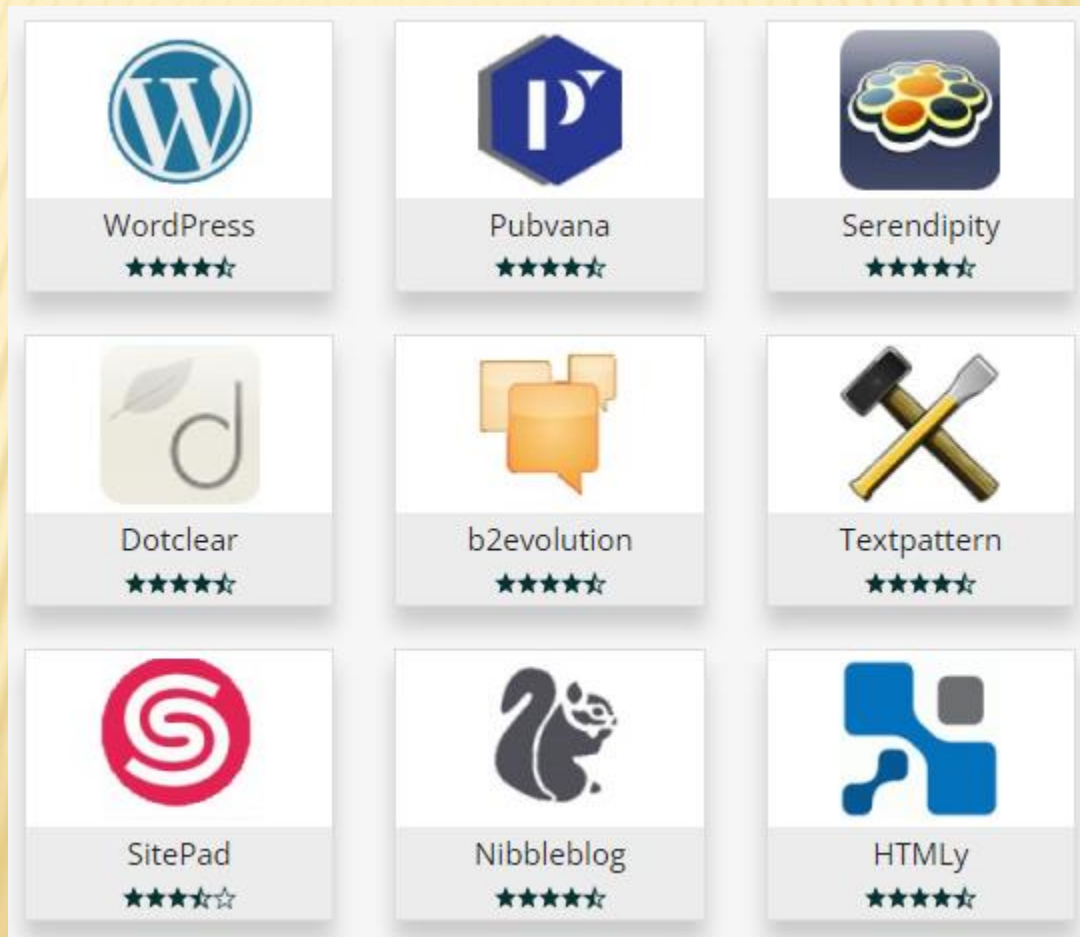 WordPress
Pubvana
Serendipity
Dotclear
b2evolution
Textpattern
SitePad
Nibbleblog
HTMLy